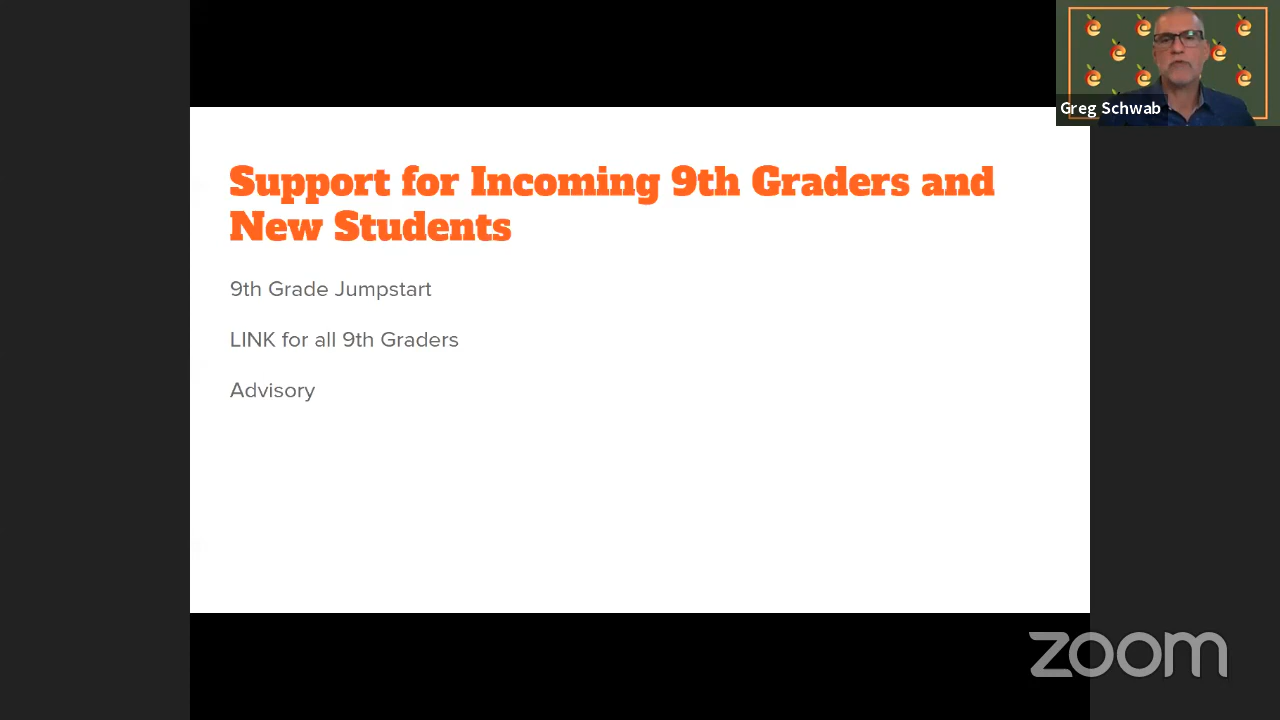 Greg Schwab
Support for Incoming 9th Graders and
New Students
9th Grade Jumpstart
LINK for all 9th Graders
Advisory
zoom